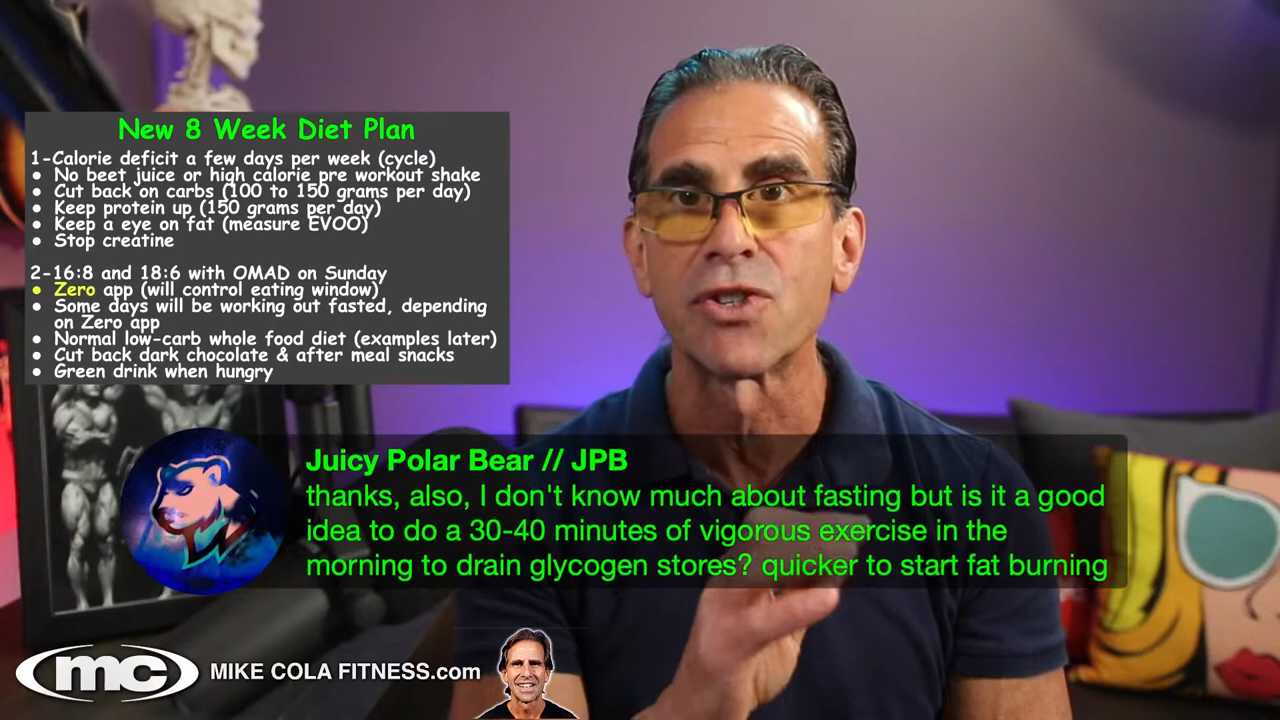 New 8 Week Diet Plan
1-Calorie deficit a few days per week (cycle)
● No beet juice or high calorie pre workout shake
● Cut back on carbs (100 to 150 grams per day)
● Keep protein up (150 grams per day)
● Keep a eye on fat (measure EVOO)
● Stop creatine
2-16:8 and 18:6 with OMAD on Sunday
● Zero app (will control eating window)
● Some days will be working out fasted, depending
on Zero app
● Normal low-carb whole food diet (examples later)
● Cut back dark chocolate & after meal snacks
● Green drink when hungry
Juicy Polar Bear // JPB
thanks, also, I don't know much about fasting but is it a good
idea to do a 30-40 minutes of vigorous exercise in the
morning to drain glycogen stores? quicker to start fat burning
mc MIKE COLA FITNESS.com